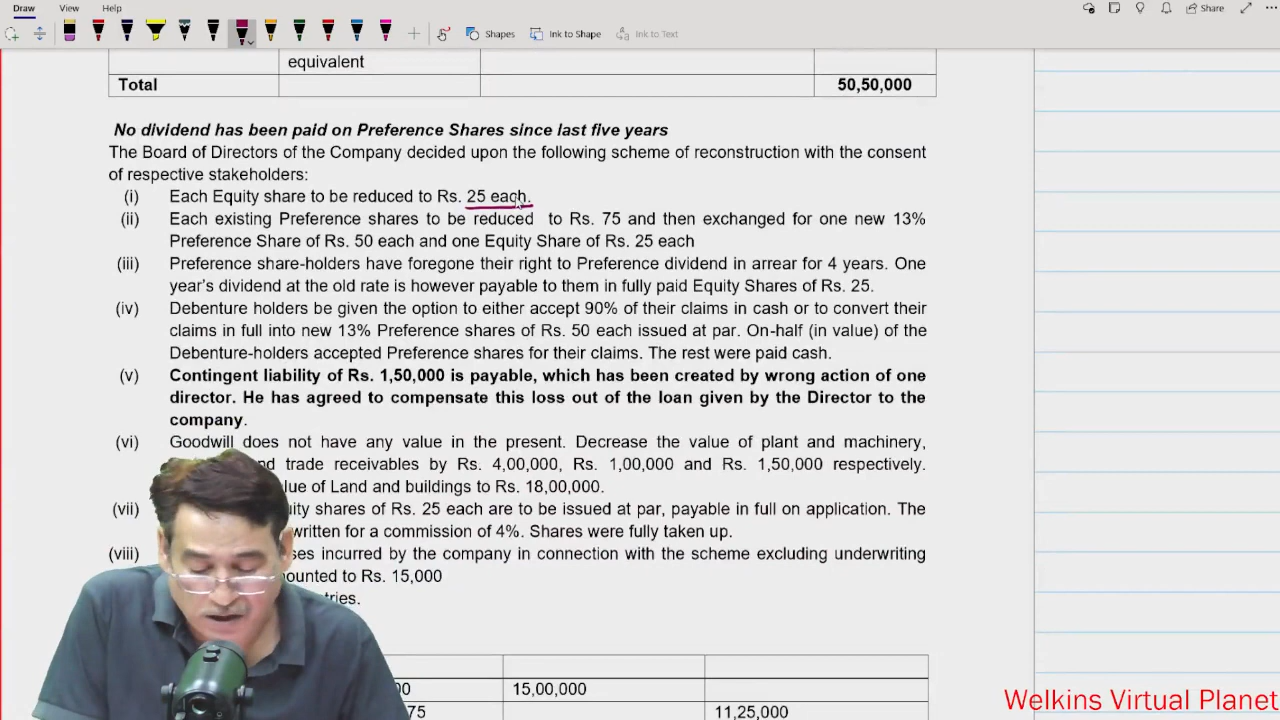 Draw View Help
Shapes Ink to Shape Ink to Text Share
equivalent
Total 50,50,000
No dividend has been paid on Preference Shares since last five years
The Board of Directors of the Company decided upon the following scheme of reconstruction with the consent
of respective stakeholders:
(i) Each Equity share to be reduced to Rs. 25 each.
(ii) Each existing Preference shares to be reduced to Rs. 75 and then exchanged for one new 13%
Preference Share of Rs. 50 each and one Equity Share of Rs. 25 each
(iii) Preference share-holders have foregone their right to Preference dividend in arrear for 4 years. One
year's dividend at the old rate is however payable to them in fully paid Equity Shares of Rs. 25.
(iv) Debenture holders be given the option to either accept 90% of their claims in cash or to convert their
claims in full into new 13% Preference shares of Rs. 50 each issued at par. On-half (in value) of the
Debenture-holders accepted Preference shares for their claims. The rest were paid cash.
(v) Contingent liability of Rs. 1,50,000 is payable, which has been created by wrong action of one
director. He has agreed to compensate this loss out of the loan given by the Director to the
company.
(vi) Goodwill does not have any value in the present. Decrease the value of plant and machinery,
trade receivables by Rs. 4,00,000, Rs. 1,00,000 and Rs. 1,50,000 respectively.
of Land and buildings to Rs. 18,00,000.
(vii) shares of Rs. 25 each are to be issued at par, payable in full on application. The
for a commission of 4%. Shares were fully taken up.
(viii) incurred by the company in connection with the scheme excluding underwriting
to Rs. 15,000
15,00,000
75 11,25,000
Welkins Virtual Planet